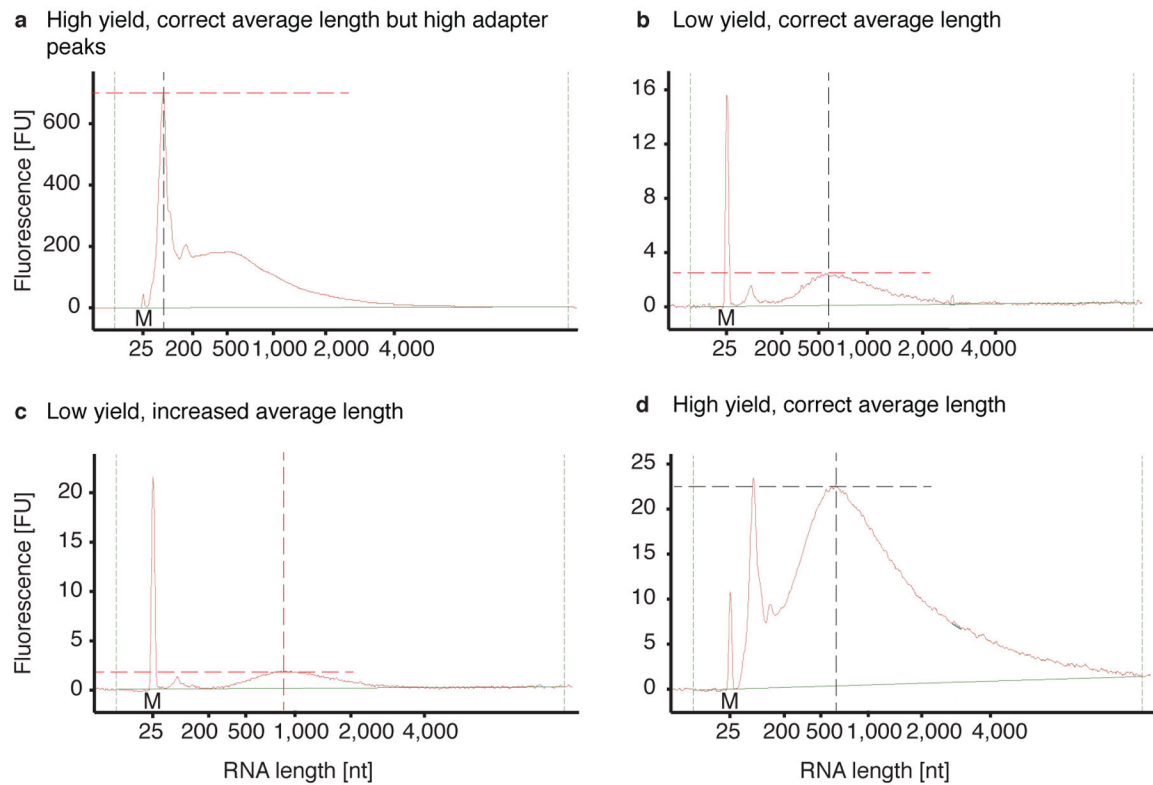 a High yield, correct average length but high adapter
peaks
Fluorescence [FU]
600
400
200
0
M
25 200 500 1,000 2,000 4,000
b Low yield, correct average length
16
12
8
4
0
M
25 200 500 1,000 2,000 4,000
c Low yield, increased average length
Fluorescence [FU]
20
15
10
5
0
M
25 200 500 1,000 2,000 4,000
RNA length [nt]
d High yield, correct average length
25
20
15
10
5
0
M
25 200 500 1,000 2,000 4,000
RNA length [nt]